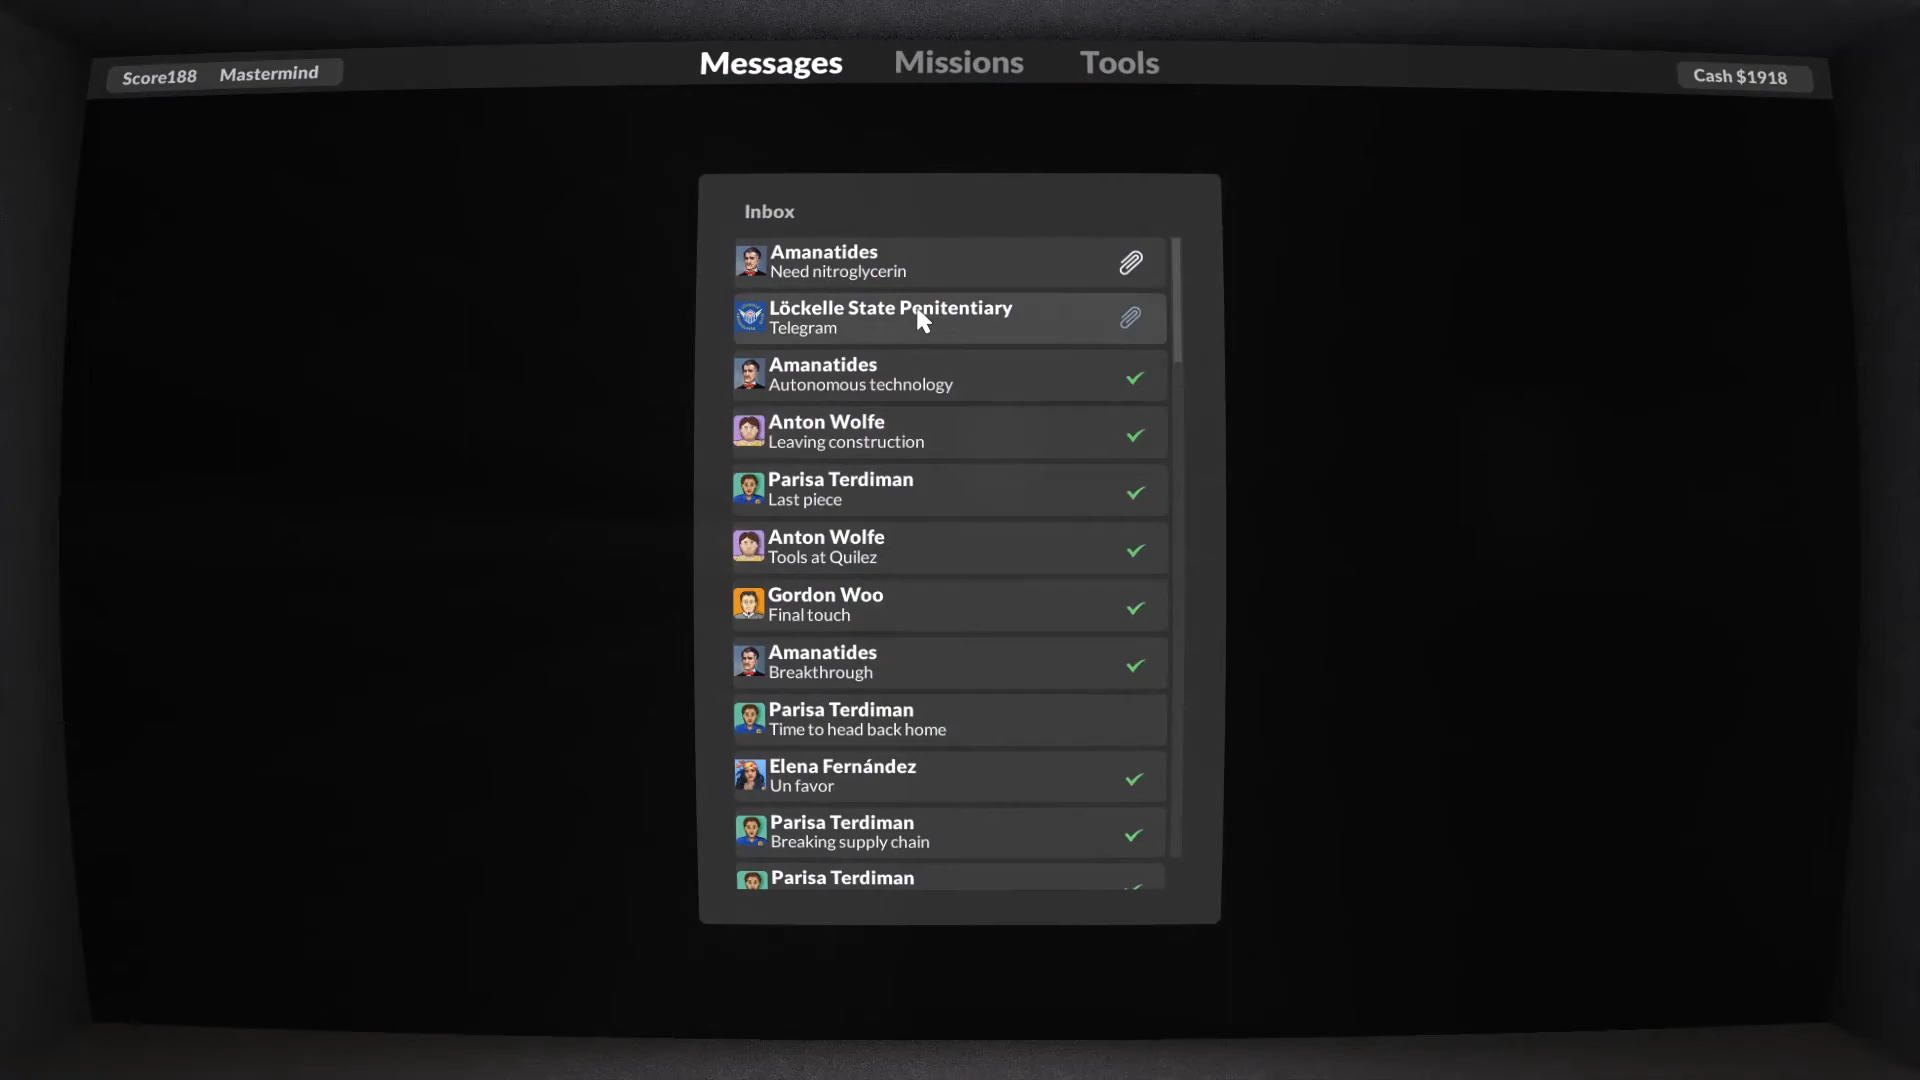 Score188 Mastermind
Messages Missions Tools
Cash $1918
Inbox
Amanatides
Need nitroglycerin
Löckelle State Penitentiary
Telegram
Amanatides
Autonomous technology
Anton Wolfe
Leaving construction
Parisa Terdiman
Last piece
Anton Wolfe
Tools at Quilez
Gordon Woo
Final touch
Amanatides
Breakthrough
Parisa Terdiman
Time to head back home
Elena Fernández
Un favor
Parisa Terdiman
Breaking supply chain
Parisa Terdiman